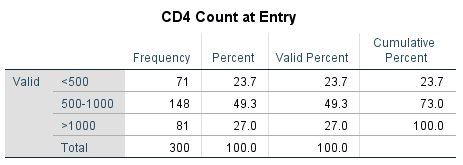 CD4 Count at Entry
Frequency Percent Valid Percent Cumulative Percent
Valid <500 71 23.7 23.7 23.7
500-1000 148 49.3 49.3 73.0
>1000 81 27.0 27.0 100.0
Total 300 100.0 100.0